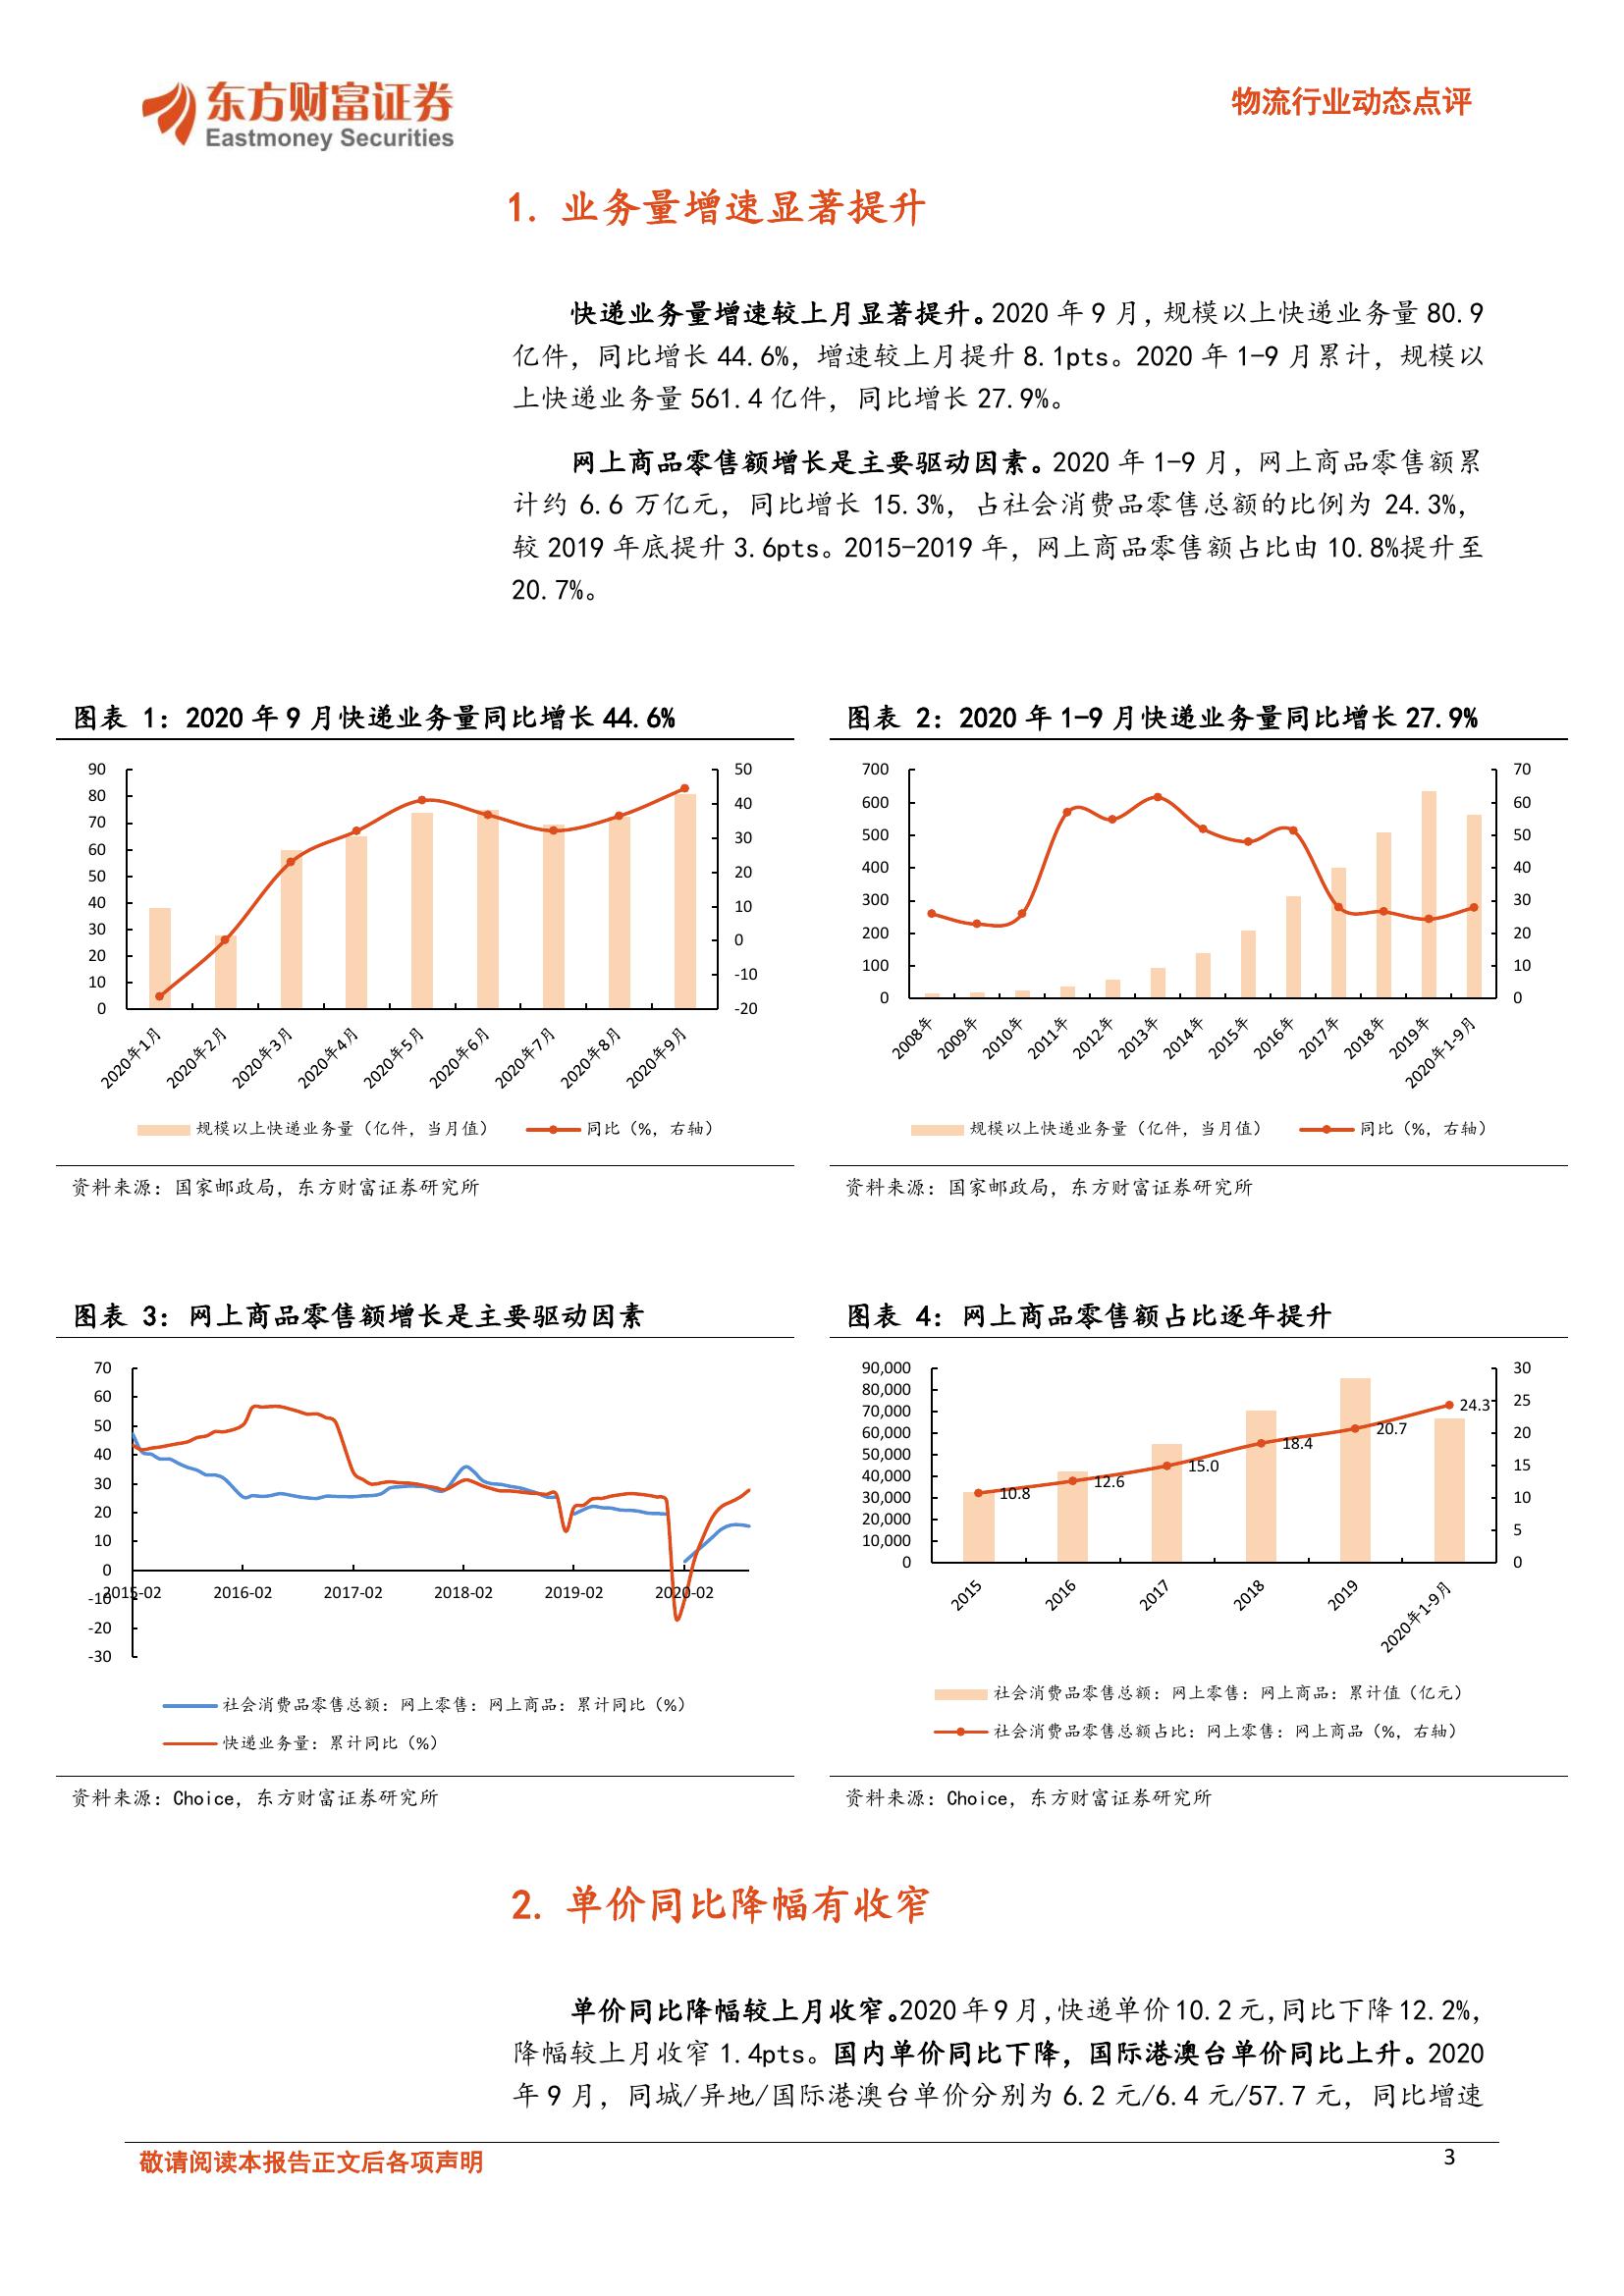 东方财富证券
Eastmoney Securities
物流行业动态点评
1. 业务量增速显著提升
快递业务量增速较上月显著提升。2020 年 9 月，规模以上快递业务量 80.9
亿件，同比增长 44.6%，增速较上月提升 8.1pts。2020 年 1-9 月累计，规模以
上快递业务量 561.4 亿件，同比增长 27.9%。
网上商品零售额增长是主要驱动因素。2020 年 1-9 月，网上商品零售额累
计约 6.6 万亿元，同比增长 15.3%，占社会消费品零售总额的比例为 24.3%，
较 2019 年底提升 3.6pts。2015-2019 年，网上商品零售额占比由 10.8%提升至
20.7%。
图表 1：2020 年 9 月快递业务量同比增长 44.6%
90
80
70
60
50
40
30
20
10
0
50
40
30
20
10
0
-10
-20
2020年1月
2020年2月
2020年3月
2020年4月
2020年5月
2020年6月
2020年7月
2020年8月
2020年9月
规模以上快递业务量（亿件，当月值）
同比（%，右轴）
资料来源：国家邮政局，东方财富证券研究所
图表 2：2020 年 1-9 月快递业务量同比增长 27.9%
700
600
500
400
300
200
100
0
70
60
50
40
30
20
10
0
2008年
2009年
2010年
2011年
2012年
2013年
2014年
2015年
2016年
2017年
2018年
2019年
2020年1-9月
规模以上快递业务量（亿件，当月值）
同比（%，右轴）
资料来源：国家邮政局，东方财富证券研究所
图表 3：网上商品零售额增长是主要驱动因素
70
60
50
40
30
20
10
0
-10
-20
-30
2015-02
2016-02
2017-02
2018-02
2019-02
2020-02
社会消费品零售总额：网上零售：网上商品：累计同比（%）
快递业务量：累计同比（%）
资料来源：Choice，东方财富证券研究所
图表 4：网上商品零售额占比逐年提升
90,000
80,000
70,000
60,000
50,000
40,000
30,000
20,000
10,000
0
10.8
12.6
15.0
18.4
20.7
24.3
30
25
20
15
10
5
0
2015
2016
2017
2018
2019
2020年1-9月
社会消费品零售总额：网上零售：网上商品：累计值（亿元）
社会消费品零售总额占比：网上零售：网上商品（%，右轴）
资料来源：Choice，东方财富证券研究所
2. 单价同比降幅有收窄
单价同比降幅较上月收窄。2020 年 9 月，快递单价 10.2 元，同比下降 12.2%，
降幅较上月收窄 1.4pts。国内单价同比下降，国际港澳台单价同比上升。2020
年 9 月，同城/异地/国际港澳台单价分别为 6.2 元/6.4 元/57.7 元，同比增速
敬请阅读本报告正文后各项声明
3